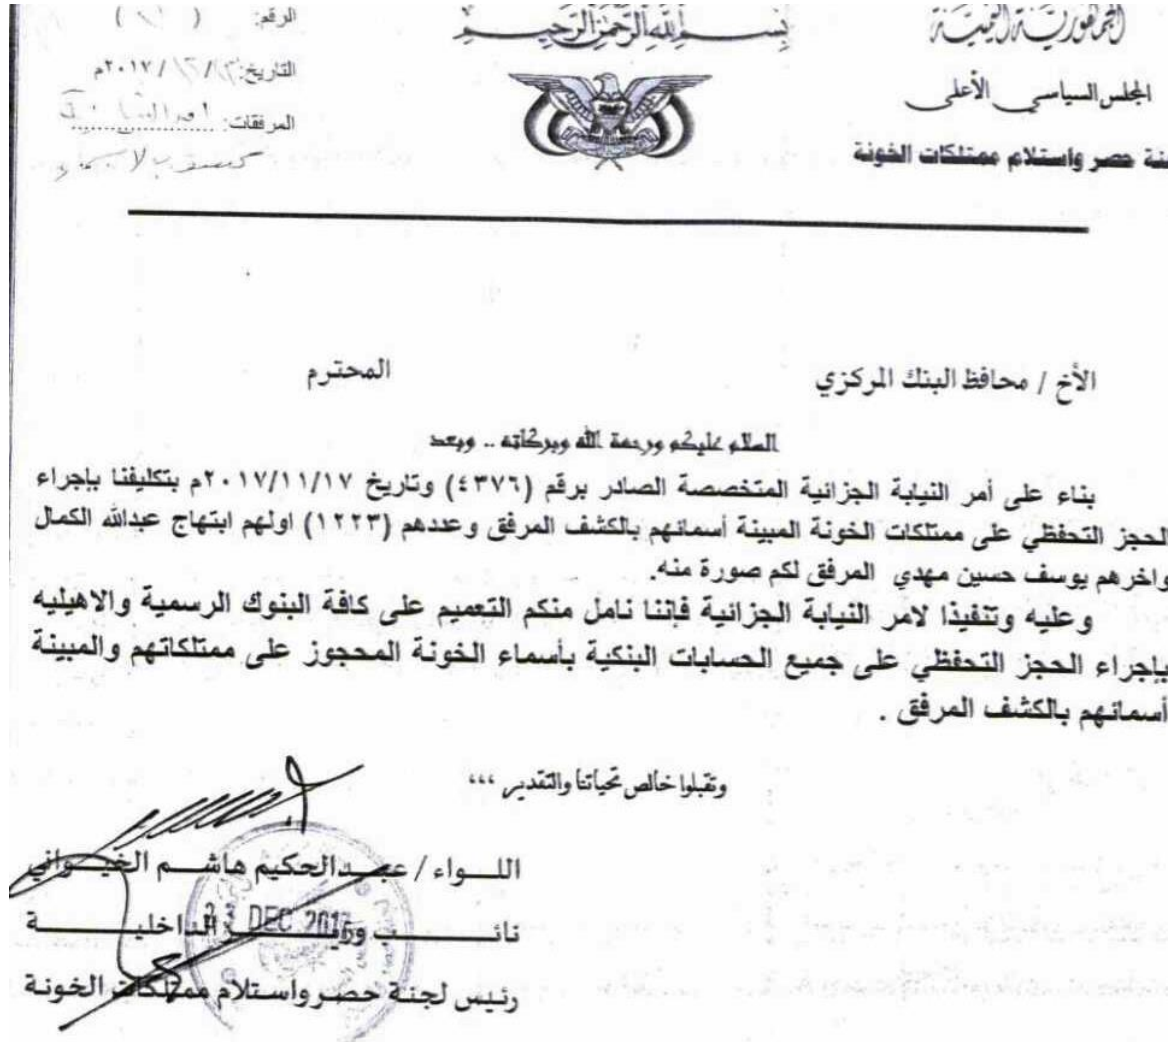 بسم الله الرحمن الرحيم
الجمهورية اليمنية
المجلس السياسي الأعلى
لجنة حصر واستلام ممتلكات الخونة
الرقم: ( )
التاريخ: / / ٢٠١٧م
المرفقات:
الأخ / محافظ البنك المركزي المحترم
السلام عليكم ورحمة الله وبركاته .. وبعد
بناء على أمر النيابة الجزائية المتخصصة الصادر برقم (٤٣٧٦) وتاريخ ٢٠١٧/١١/١٧م بتكليفنا بإجراء
الحجز التحفظي على ممتلكات الخونة المبينة أسمائهم بالكشف المرفق وعددهم (١٢٢٣) اولهم ابتهاج عبدالله الكمال
واخرهم يوسف حسين مهدي المرفق لكم صورة منه.
وعليه وتنفيذا لامر النيابة الجزائية فإننا نامل منكم التعميم على كافة البنوك الرسمية والاهيليه
بإجراء الحجز التحفظي على جميع الحسابات البنكية بأسماء الخونة المحجوز على ممتلكاتهم والمبينة
أسمائهم بالكشف المرفق .
وتقبلوا خالص تحياتنا والتقدير ،،،
اللواء / عبدالحكيم هاشم الخيواني
نائب وزير الداخلية
رئيس لجنة حصر واستلام ممتلكات الخونة
DEC 2017